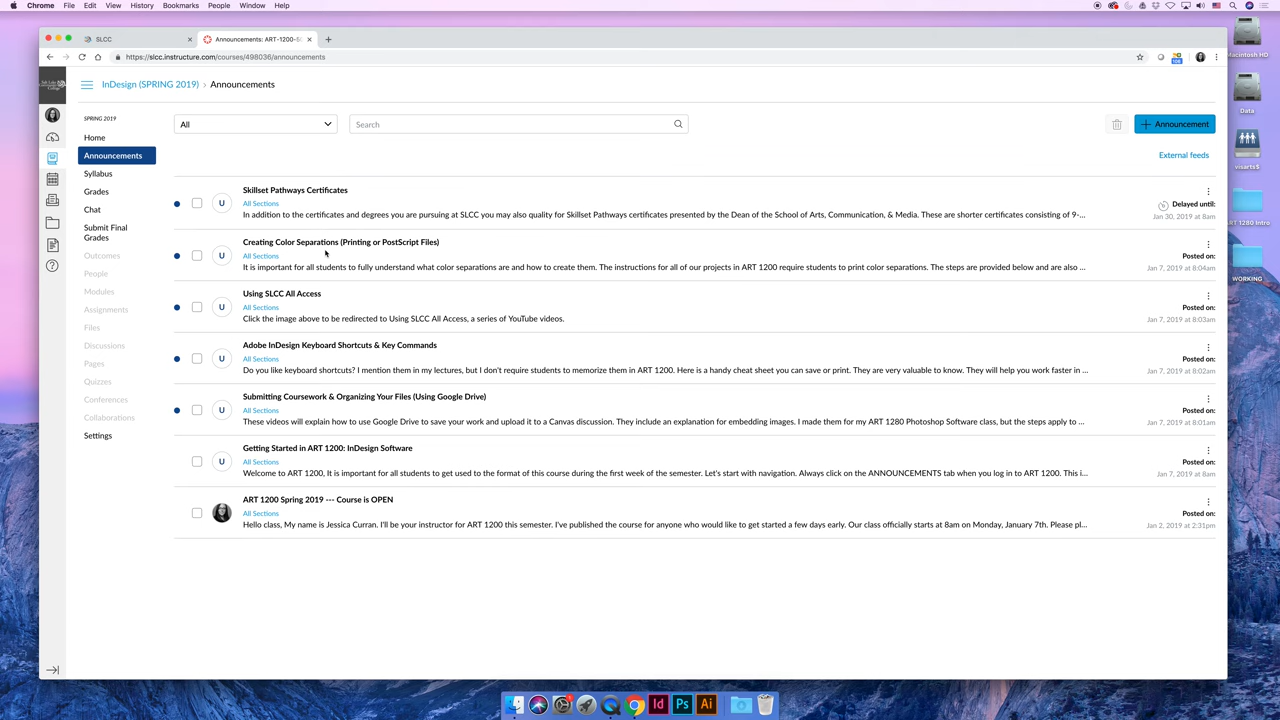 Chrome File Edit View History Bookmarks People Window Help
SLCC × Announcements: ART-1200- × +
https://slcc.instructure.com/courses/498036/announcements
InDesign (SPRING 2019) › Announcements
SPRING 2019
Home
Announcements
Syllabus
Grades
Chat
Submit Final
Grades
Outcomes
People
Modules
Assignments
Files
Discussions
Pages
Quizzes
Conferences
Collaborations
Settings
All
Search
+ Announcement
External feeds
Skillset Pathways Certificates
U
All Sections
Delayed until:
In addition to the certificates and degrees you are pursuing at SLCC you may also quality for Skillset Pathways certificates presented by the Dean of the School of Arts, Communication, & Media. These are shorter certificates consisting of 9-...
Jan 30, 2019 at 8am
Creating Color Separations (Printing or PostScript Files)
U
All Sections
Posted on:
It is important for all students to fully understand what color separations are and how to create them. The instructions for all of our projects in ART 1200 require students to print color separations. The steps are provided below and are also ...
Jan 7, 2019 at 8:04am
Using SLCC All Access
U
All Sections
Posted on:
Click the image above to be redirected to Using SLCC All Access, a series of YouTube videos.
Jan 7, 2019 at 8:03am
Adobe InDesign Keyboard Shortcuts & Key Commands
U
All Sections
Posted on:
Do you like keyboard shortcuts? I mention them in my lectures, but I don't require students to memorize them in ART 1200. Here is a handy cheat sheet you can save or print. They are very valuable to know. They will help you work faster in ...
Jan 7, 2019 at 8:02am
Submitting Coursework & Organizing Your Files (Using Google Drive)
U
All Sections
Posted on:
These videos will explain how to use Google Drive to save your work and upload it to a Canvas discussion. They include an explanation for embedding images. I made them for my ART 1280 Photoshop Software class, but the steps apply to ...
Jan 7, 2019 at 8:01am
Getting Started in ART 1200: InDesign Software
U
All Sections
Posted on:
Welcome to ART 1200, It is important for all students to get used to the format of this course during the first week of the semester. Let's start with navigation. Always click on the ANNOUNCEMENTS tab when you log in to ART 1200. This i...
Jan 7, 2019 at 8am
ART 1200 Spring 2019 --- Course is OPEN
All Sections
Posted on:
Hello class, My name is Jessica Curran. I'll be your instructor for ART 1200 this semester. I've published the course for anyone who would like to get started a few days early. Our class officially starts at 8am on Monday, January 7th. Please pl...
Jan 2, 2019 at 2:31pm
Macintosh HD
Data
visarts5
ART 1280 Intro
WORKING
Id Ps Ai